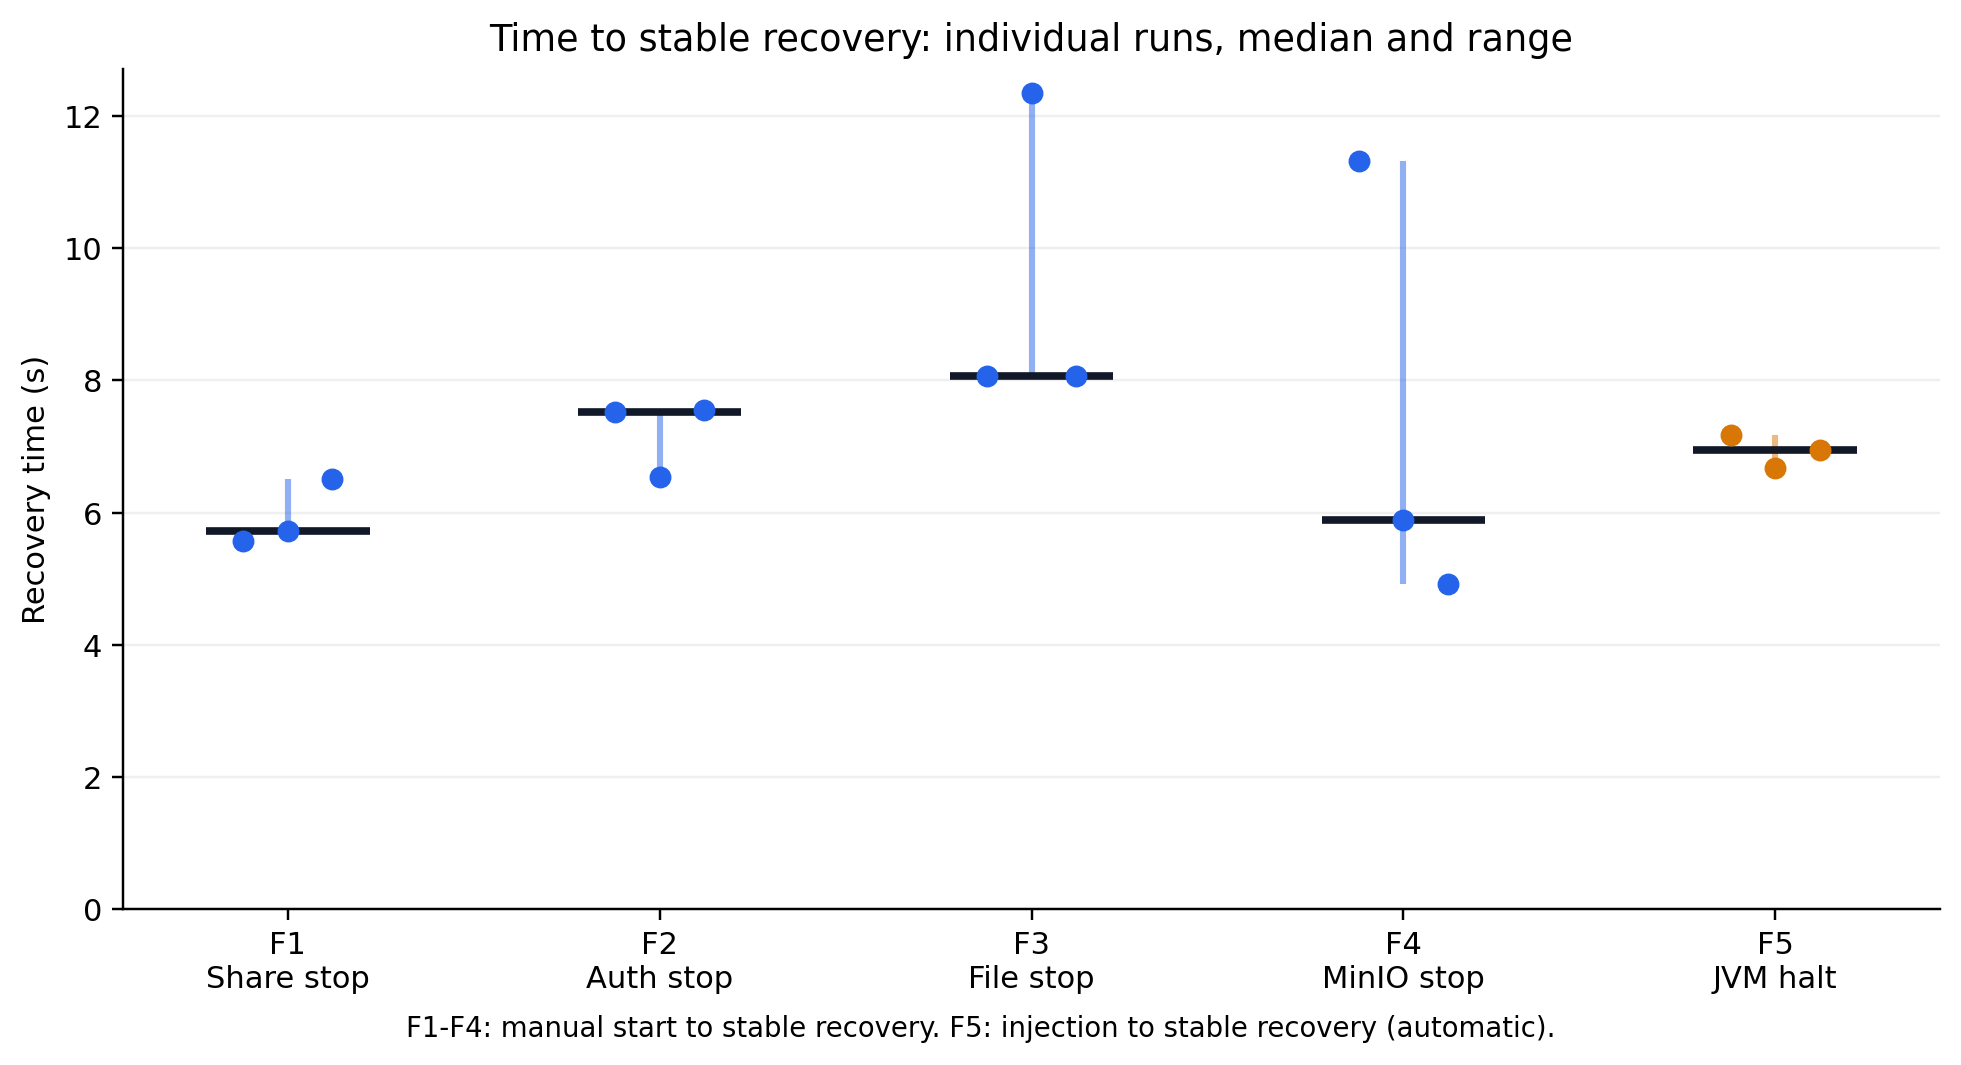 Time to stable recovery: individual runs, median and range
Recovery time (s)
12
10
8
6
4
2
0
F1
Share stop
F2
Auth stop
F3
File stop
F4
MinIO stop
F5
JVM halt
F1-F4: manual start to stable recovery. F5: injection to stable recovery (automatic).